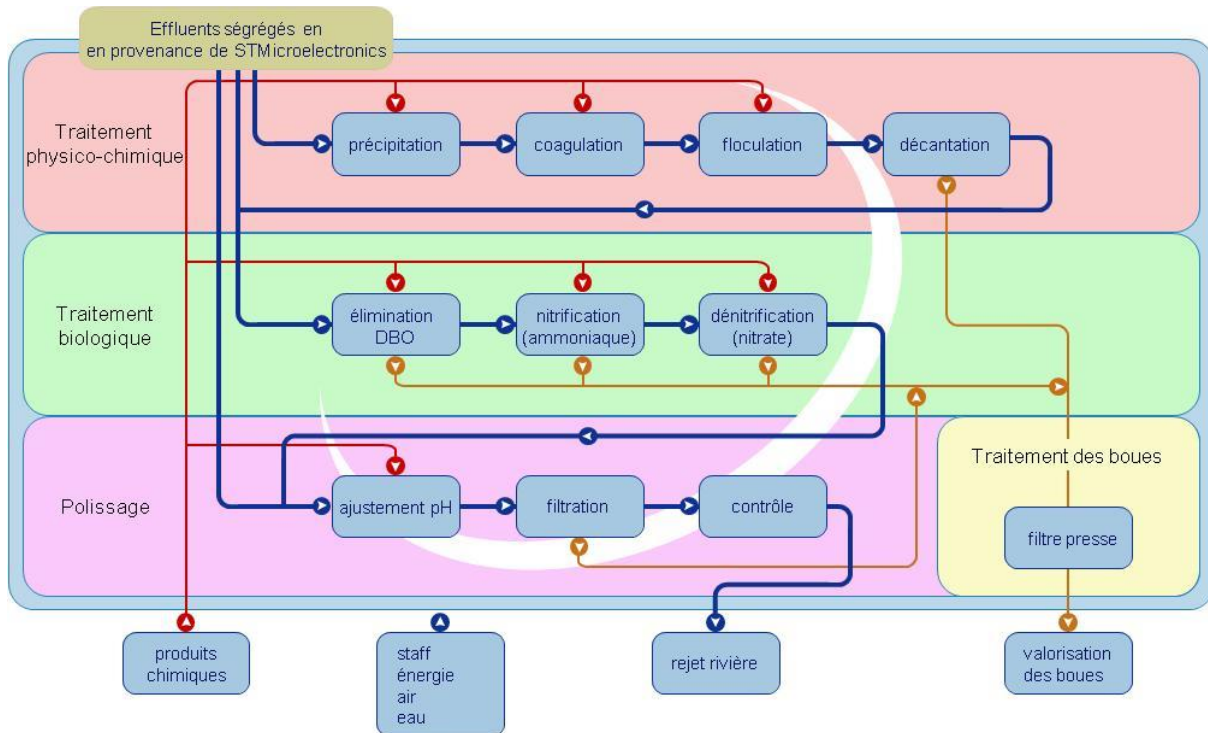 Effluents ségrégés en
en provenance de STMicroelectronics
Traitement
physico-chimique
précipitation
coagulation
floculation
décantation
Traitement
biologique
élimination
DBO
nitrification
(ammoniaque)
dénitrification
(nitrate)
Polissage
ajustement pH
filtration
contrôle
Traitement des boues
filtre presse
produits
chimiques
staff
énergie
air
eau
rejet rivière
valorisation
des boues